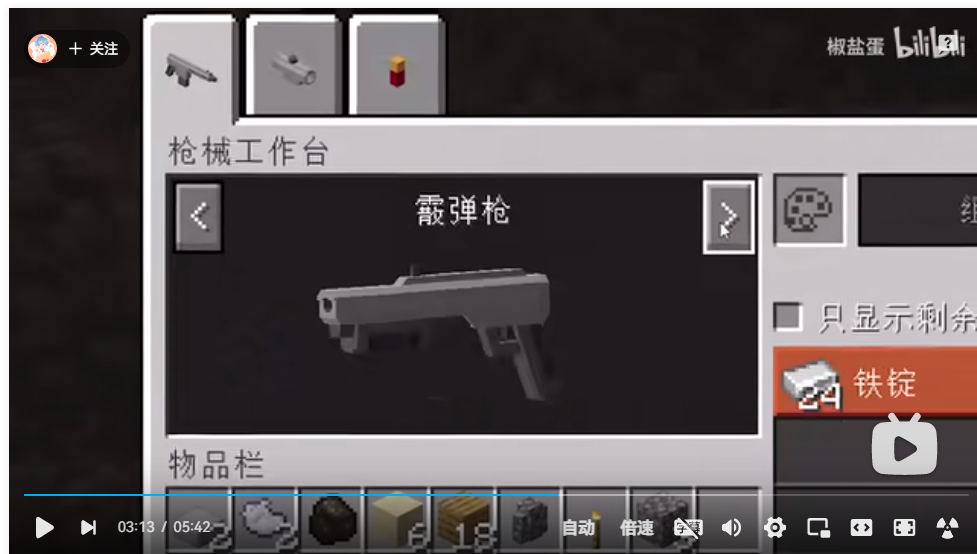 + 关注
椒盐蛋 bilibili
枪械工作台
霰弹枪
组
只显示剩余
铁锭
24
物品栏
2
2
6
18
03:13 / 05:42
自动
倍速